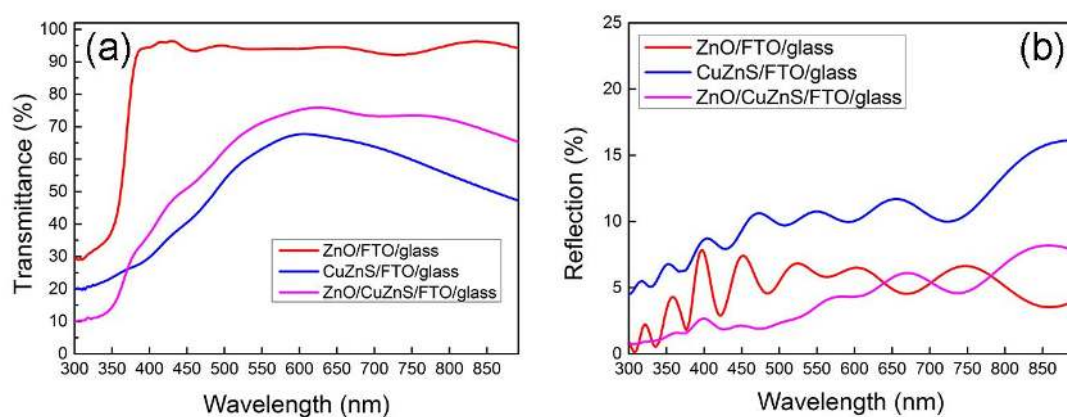 (a)
Transmittance (%)
100
90
80
70
60
50
40
30
20
10
0
ZnO/FTO/glass
CuZnS/FTO/glass
ZnO/CuZnS/FTO/glass
300 350 400 450 500 550 600 650 700 750 800 850
Wavelength (nm)
(b)
Reflection (%)
25
20
15
10
5
0
ZnO/FTO/glass
CuZnS/FTO/glass
ZnO/CuZnS/FTO/glass
300 350 400 450 500 550 600 650 700 750 800 850
Wavelength (nm)